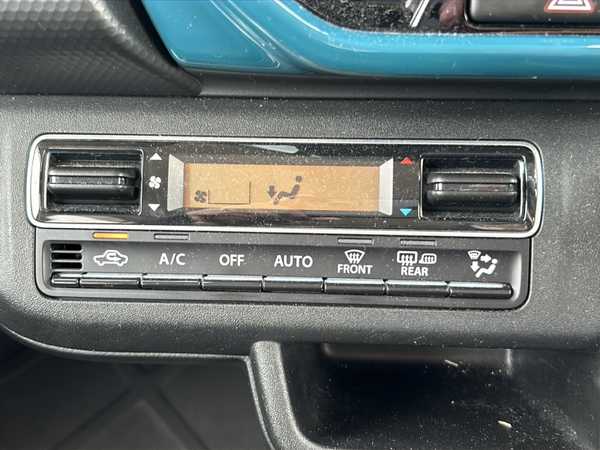 A/C OFF AUTO FRONT REAR